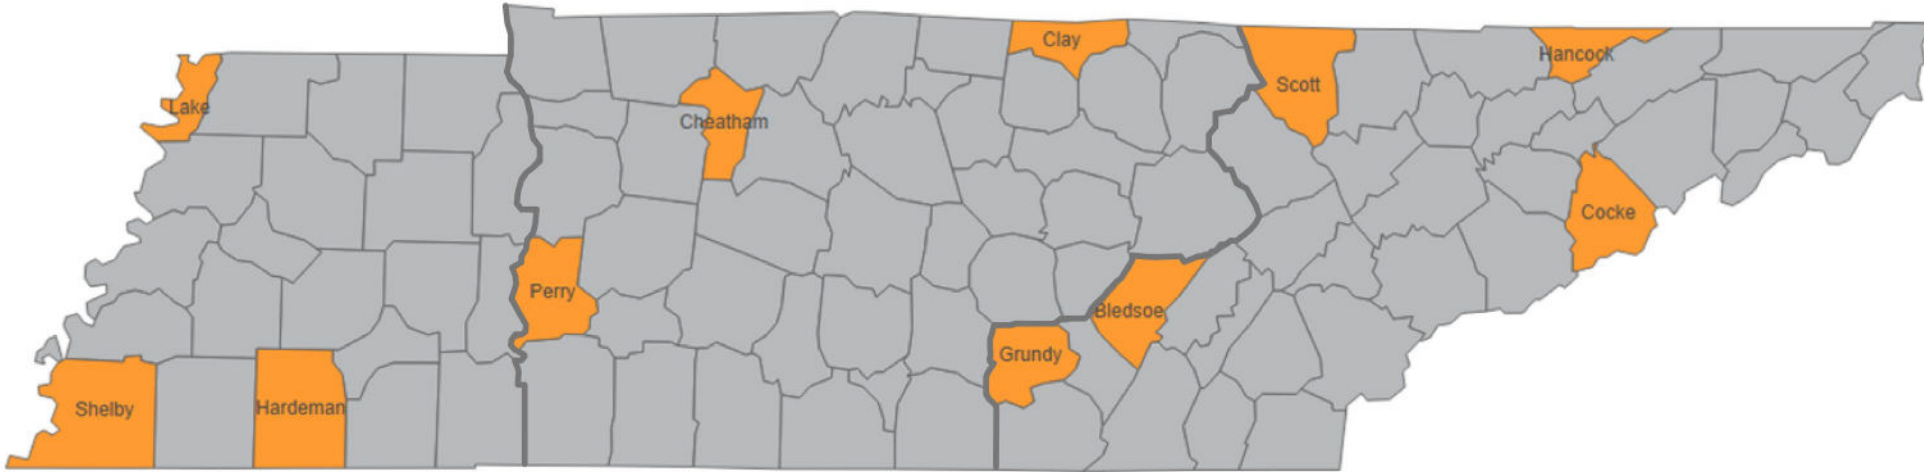 Clay
Hancock
Scott
Lake
Cheatham
Cocke
Perry
Bledsoe
Grundy
Shelby
Hardeman